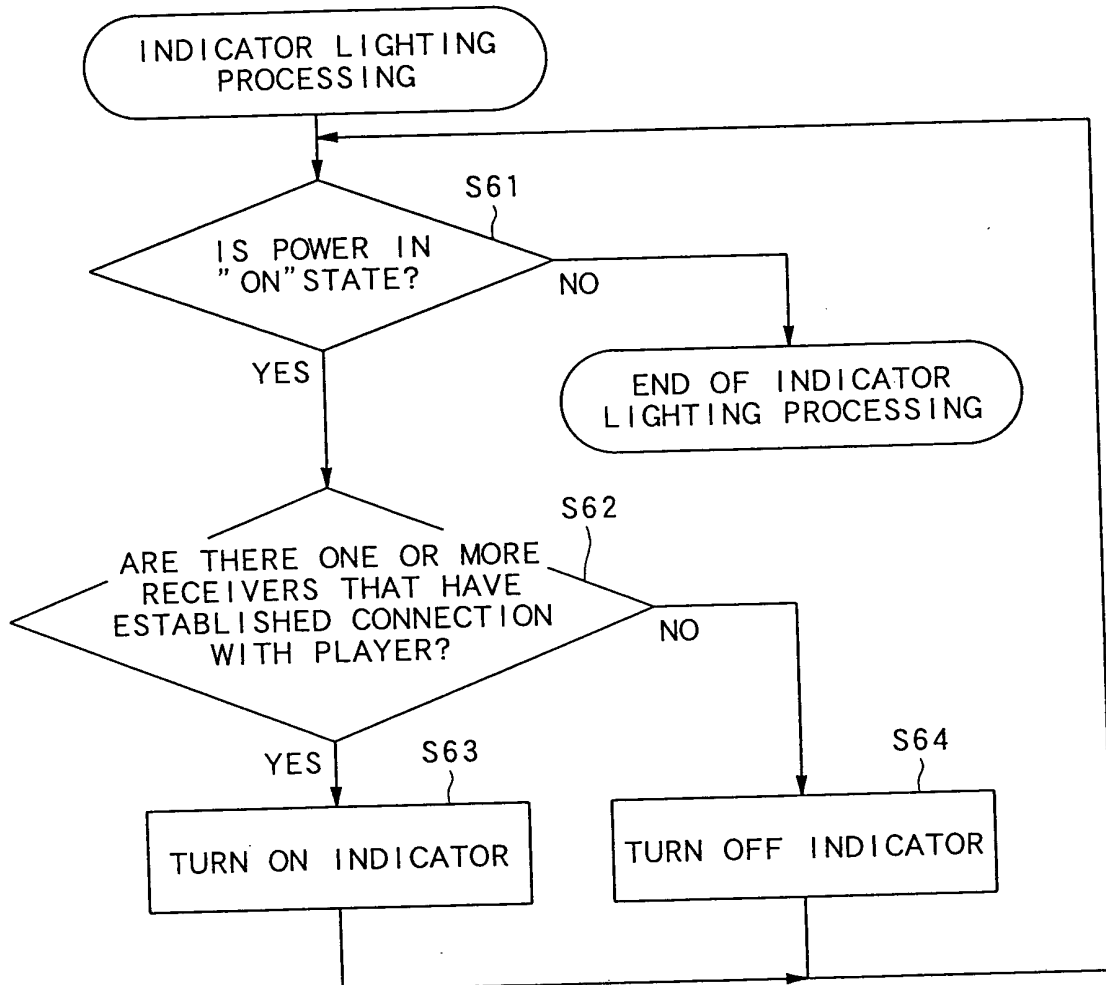 INDICATOR LIGHTING
PROCESSING
S61
IS POWER IN
"ON" STATE?
NO
YES
END OF INDICATOR
LIGHTING PROCESSING
S62
ARE THERE ONE OR MORE
RECEIVERS THAT HAVE
ESTABLISHED CONNECTION
WITH PLAYER?
NO
YES
S63
S64
TURN ON INDICATOR
TURN OFF INDICATOR